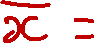 x̄ =